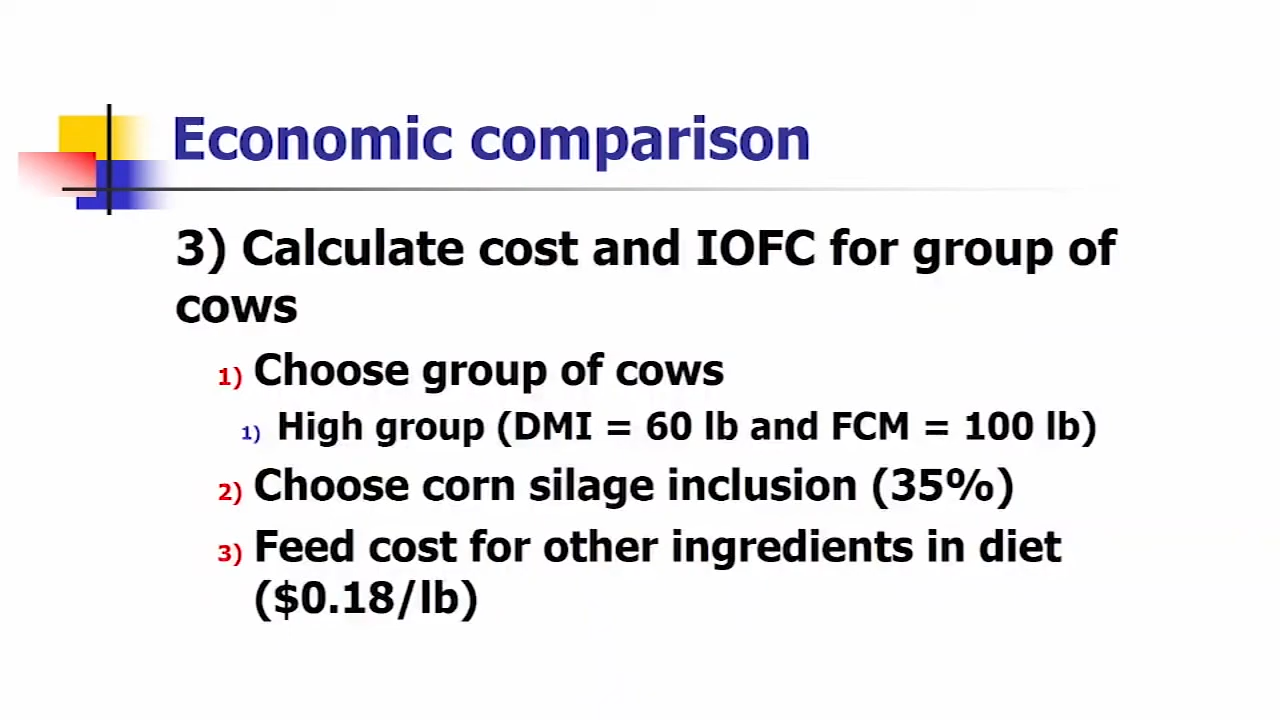 Economic comparison
3) Calculate cost and IOFC for group of
cows
1) Choose group of cows
1) High group (DMI = 60 lb and FCM = 100 lb)
2) Choose corn silage inclusion (35%)
3) Feed cost for other ingredients in diet
($0.18/lb)